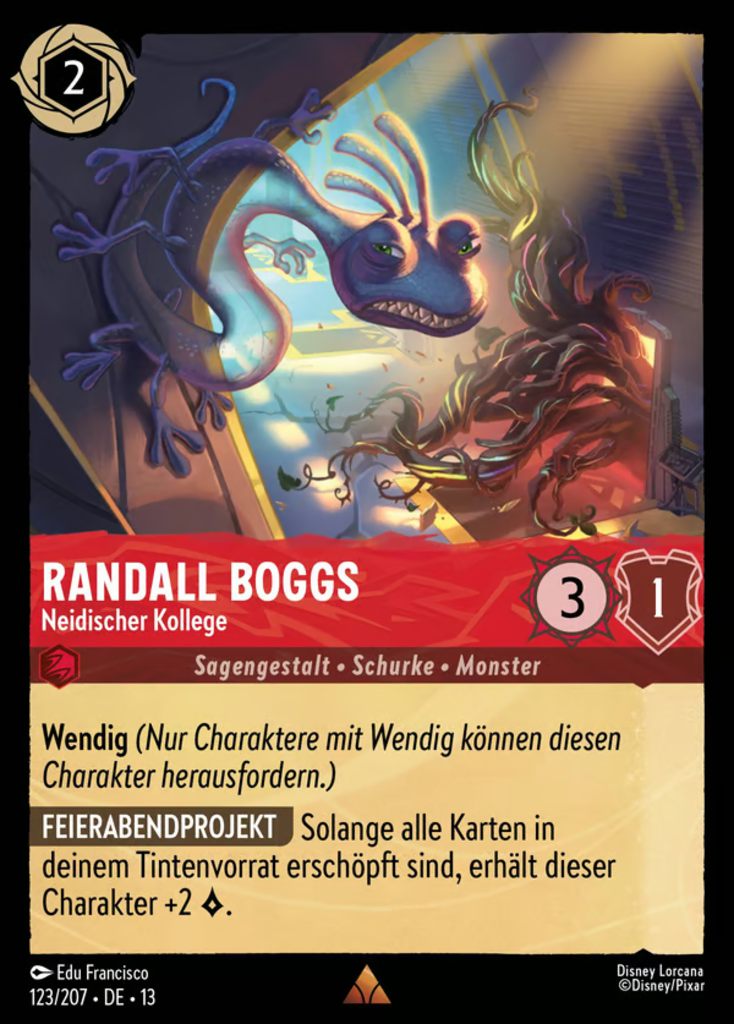 2
RANDALL BOGGS
Neidischer Kollege
3
1
Sagengestalt • Schurke • Monster
Wendig (Nur Charaktere mit Wendig können diesen
Charakter herausfordern.)
FEIERABENDPROJEKT Solange alle Karten in
deinem Tintenvorrat erschöpft sind, erhält dieser
Charakter +2 .
Edu Francisco
Disney Lorcana
123/207 • DE • 13
©Disney/Pixar